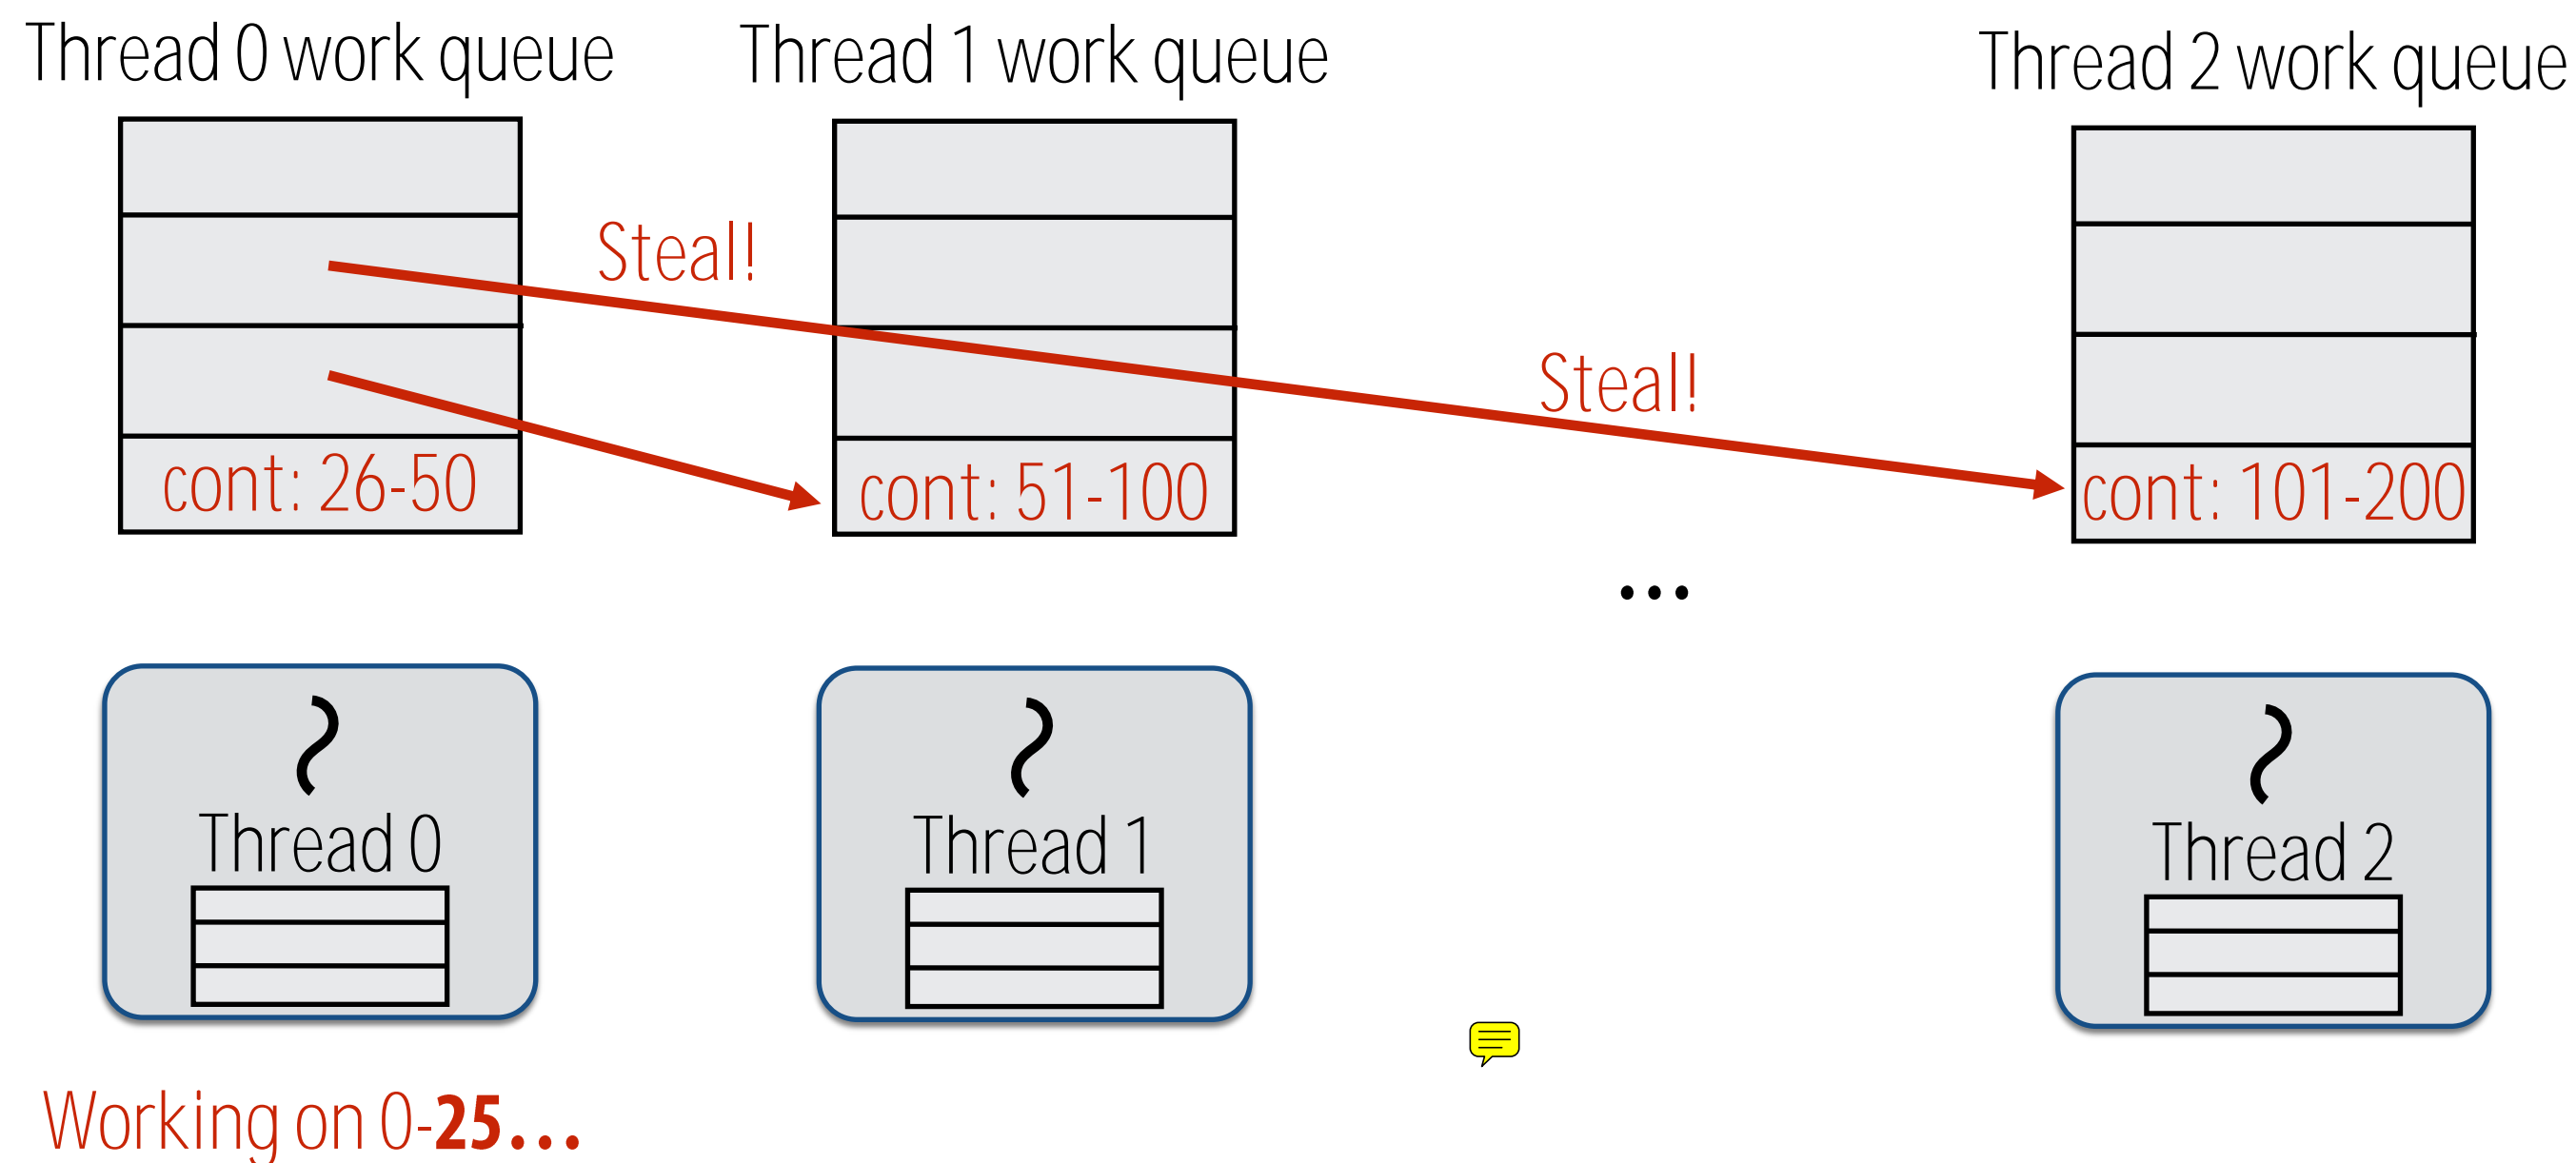 Thread 0 work queue
Thread 1 work queue
Thread 2 work queue
Steal!
Steal!
cont: 26-50
cont: 51-100
cont: 101-200
...
Thread 0
Thread 1
Thread 2
Working on 0-25...